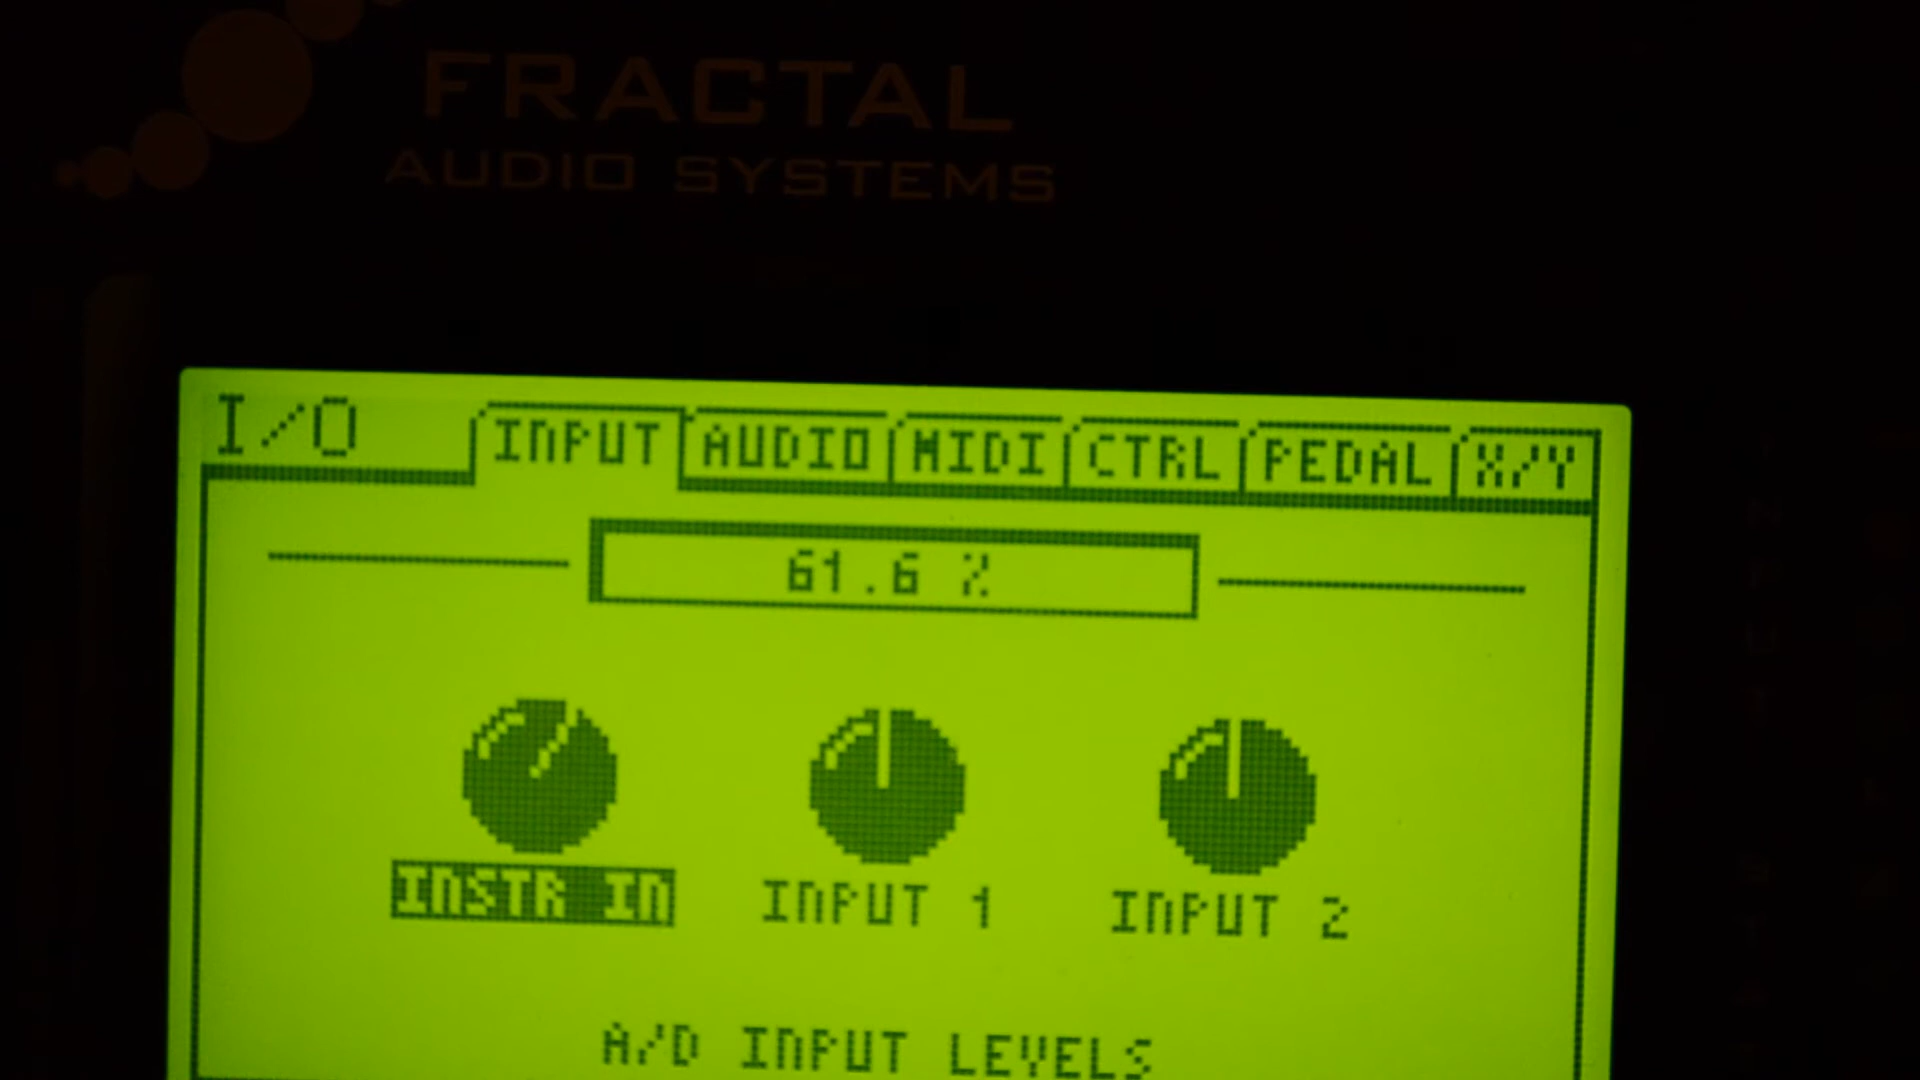 FRACTAL
AUDIO SYSTEMS
I/O INPUT AUDIO MIDI CTRL PEDAL X/Y
61.6 %
INSTR IN INPUT 1 INPUT 2
A/D INPUT LEVELS